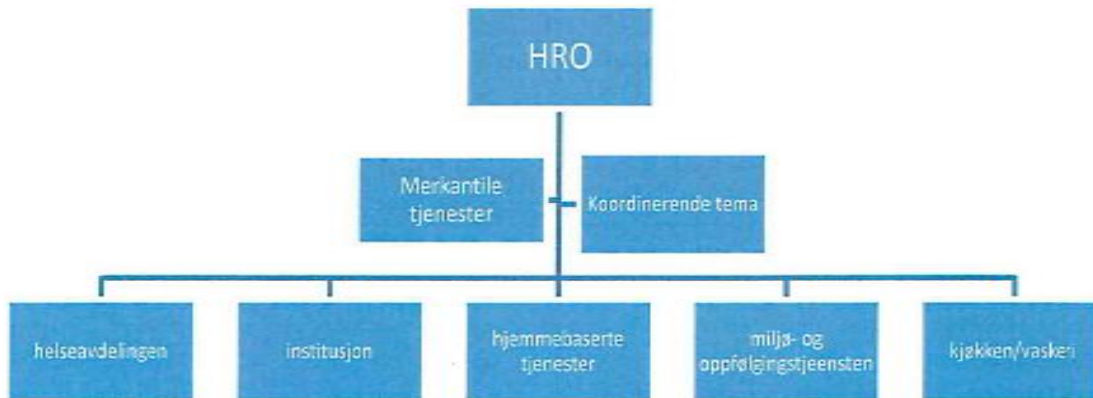 HRO
Merkantile
tjenester
Koordinerende tema
helseavdelingen
institusjon
hjemmebaserte
tjenester
miljø- og
oppfølgingstjeensten
kjøkken/vaskeri